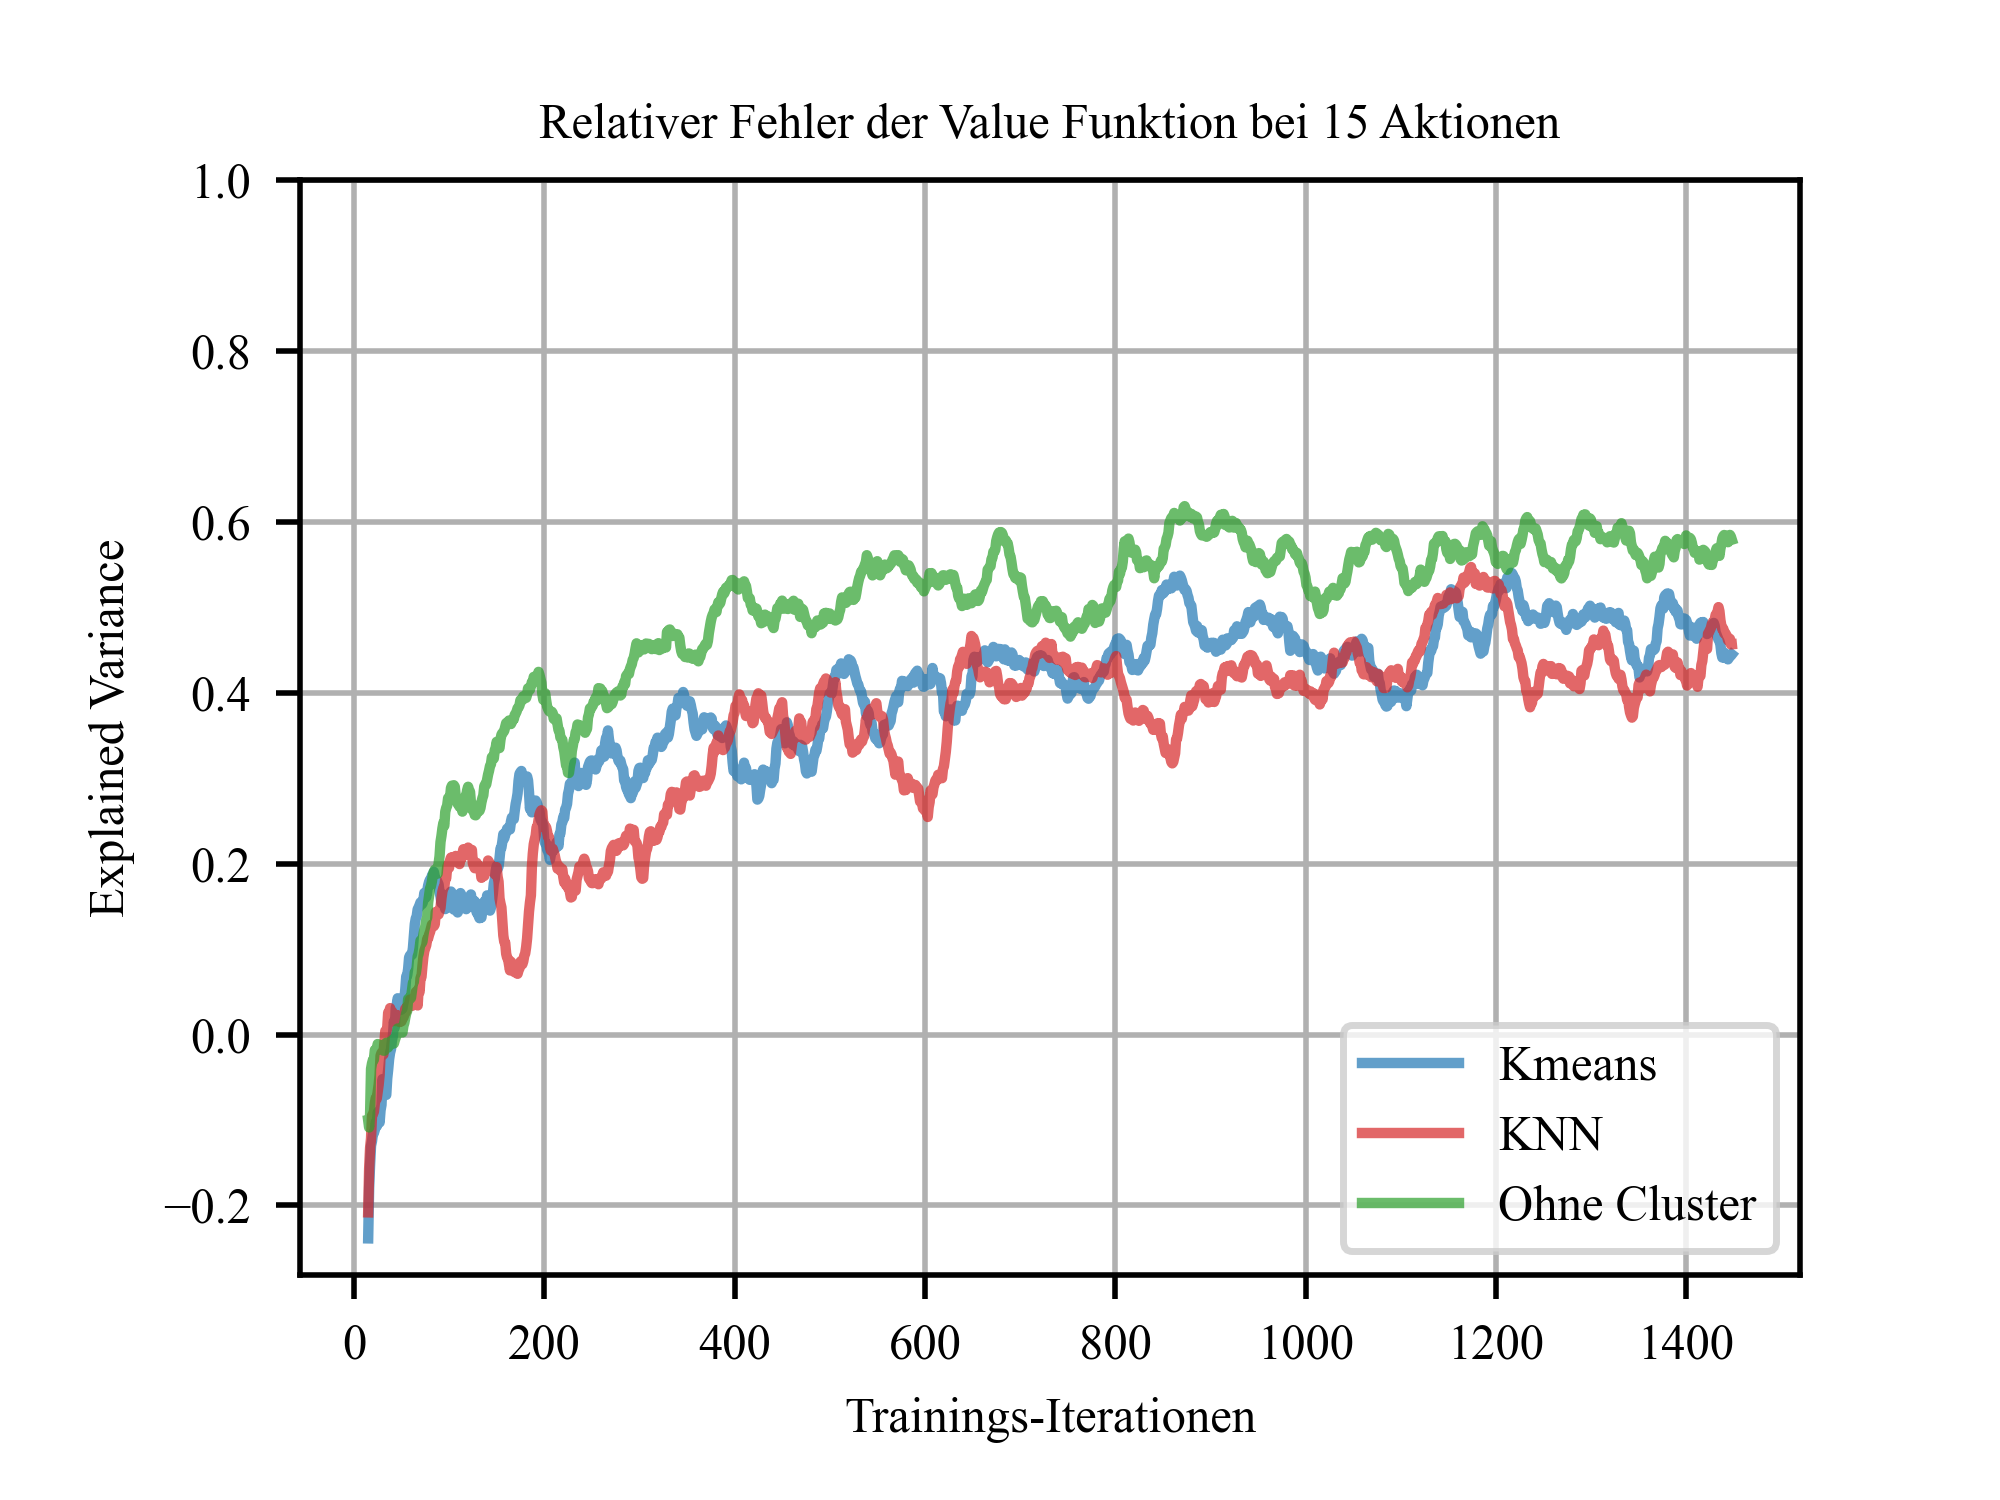 Relativer Fehler der Value Funktion bei 15 Aktionen
1.0
0.8
0.6
0.4
0.2
0.0
−0.2
Explained Variance
Kmeans
KNN
Ohne Cluster
0 200 400 600 800 1000 1200 1400
Trainings-Iterationen